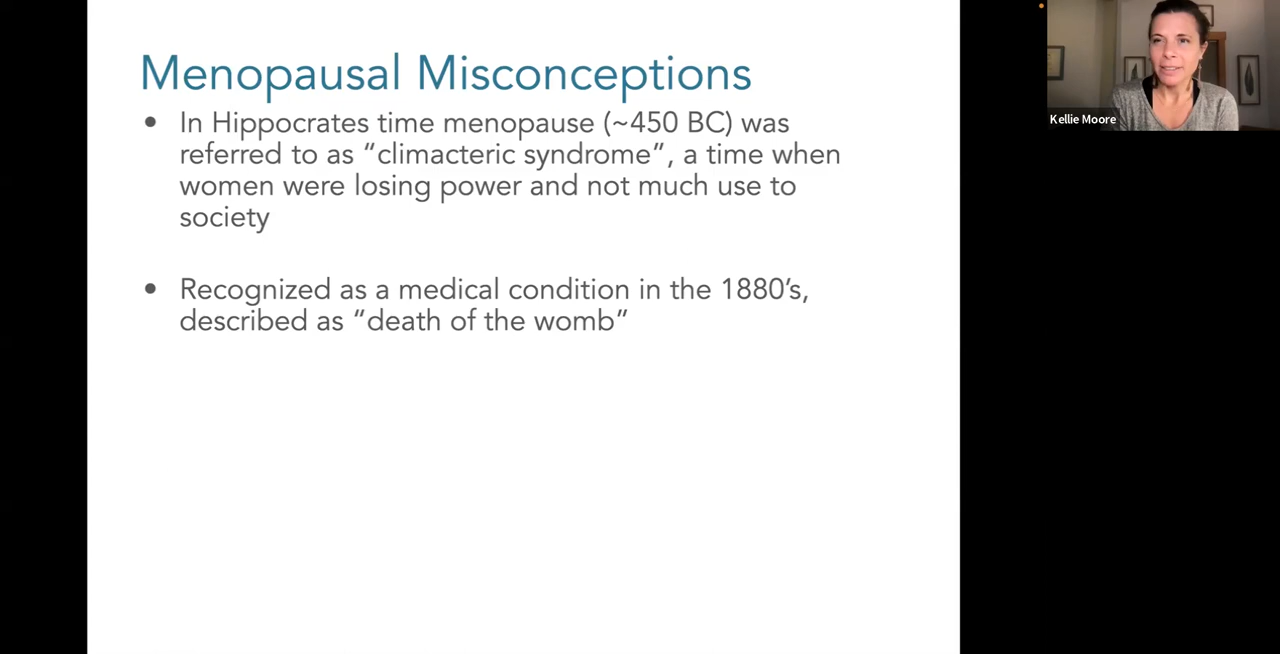 Menopausal Misconceptions
• In Hippocrates time menopause (~450 BC) was
referred to as “climacteric syndrome”, a time when
women were losing power and not much use to
society
• Recognized as a medical condition in the 1880’s,
described as “death of the womb”
Kellie Moore